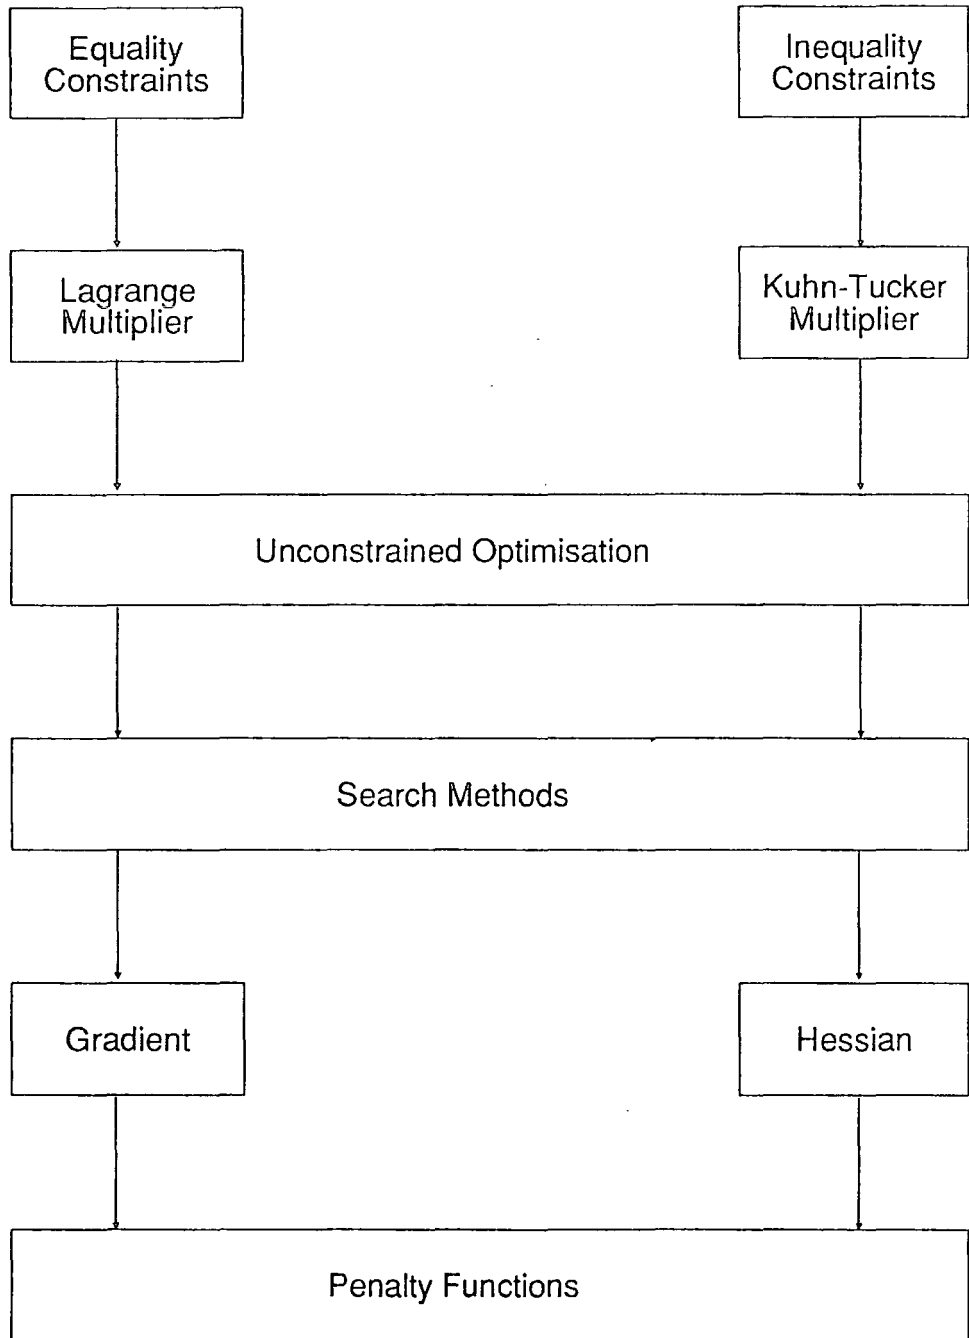 Equality
Constraints
Inequality
Constraints
Lagrange
Multiplier
Kuhn-Tucker
Multiplier
Unconstrained Optimisation
Search Methods
Gradient
Hessian
Penalty Functions